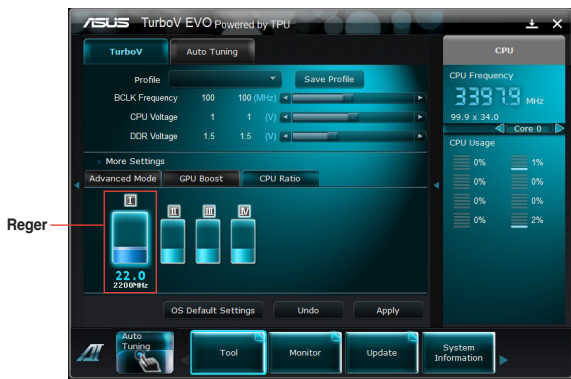 ASUS TurboV EVO Powered by TPU
TurboV Auto Tuning
Profile Save Profile
BCLK Frequency 100 100 (MHz)
CPU Voltage 1 1 (V)
DDR Voltage 1.5 1.5 (V)
More Settings
Advanced Mode GPU Boost CPU Ratio
I II III IV
Reger
22.0
2200MHz
OS Default Settings Undo Apply
CPU
CPU Frequency
3397.9 MHz
99.9 x 34.0
Core 0
CPU Usage
0% 1%
0% 0%
0% 0%
0% 2%
Auto
Tuning
Tool Monitor Update System
Information